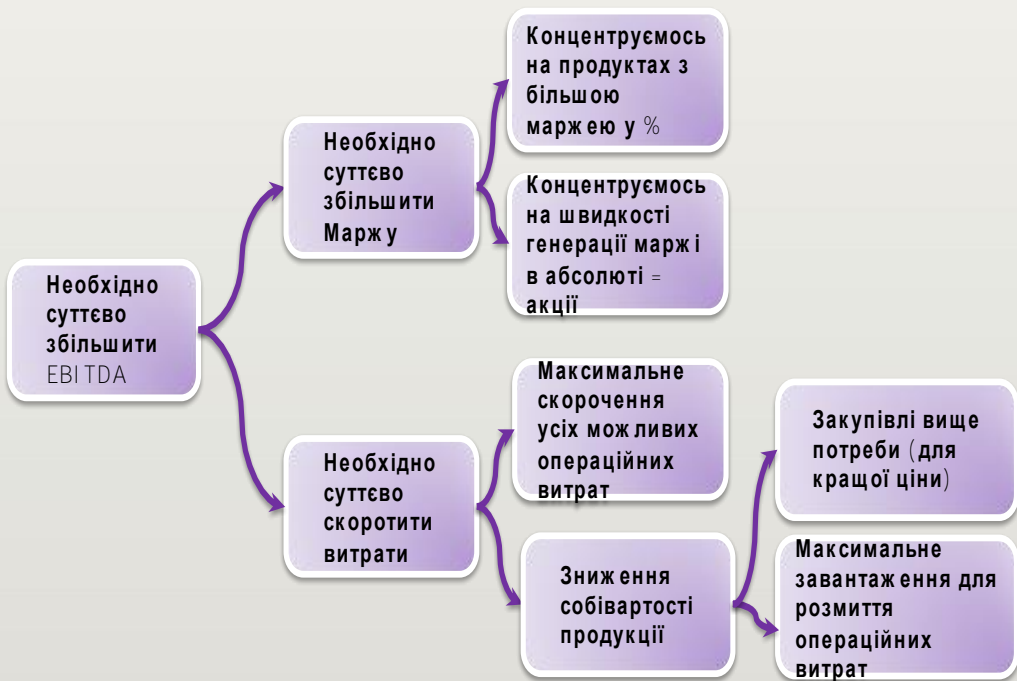 Необхідно
суттєво
збільшити
EBITDA
Необхідно
суттєво
збільшити
Маржу
Концентруємось
на продуктах з
більшою
маржею у %
Концентруємось
на швидкості
генерації маржі
в абсолюті =
акції
Необхідно
суттєво
скоротити
витрати
Максимальне
скорочення
усіх можливих
операційних
витрат
Зниження
собівартості
продукції
Закупівлі вище
потреби (для
кращої ціни)
Максимальне
завантаження для
розмиття
операційних
витрат